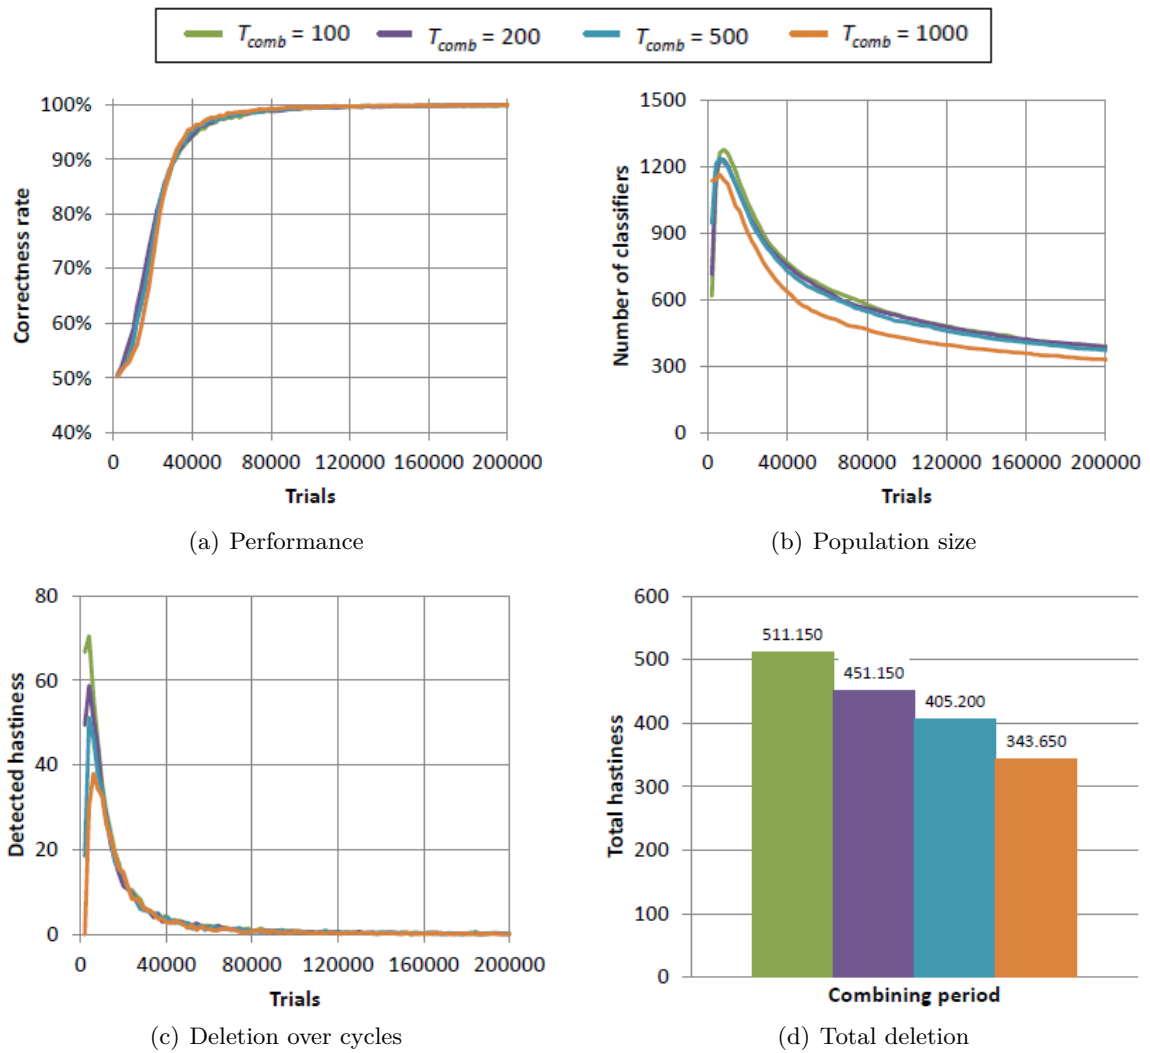 T_comb = 100 T_comb = 200 T_comb = 500 T_comb = 1000
100%
90%
80%
70%
60%
50%
40%
Correctness rate
0 40000 80000 120000 160000 200000
Trials
(a) Performance
1500
1200
900
600
300
0
Number of classifiers
0 40000 80000 120000 160000 200000
Trials
(b) Population size
80
60
40
20
0
Detected hastiness
0 40000 80000 120000 160000 200000
Trials
(c) Deletion over cycles
600
500
400
300
200
100
0
Total hastiness
511.150
451.150
405.200
343.650
Combining period
(d) Total deletion